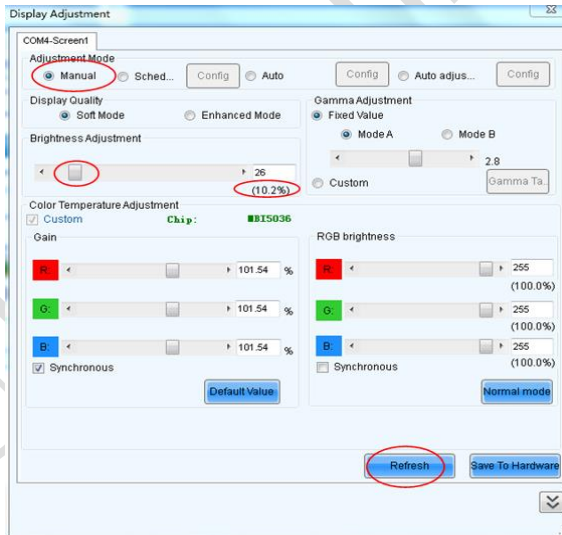 Display Adjustment
COM4-Screen1
Adjustment Mode
Manual Sched... Config Auto Config Auto adjus... Config
Display Quality
Soft Mode Enhanced Mode
Gamma Adjustment
Fixed Value
Mode A Mode B
2.8
Custom Gamma Ta..
Brightness Adjustment
26
(10.2%)
Color Temperature Adjustment
Custom Chip: MBI5036
Gain
R: 101.54 %
G: 101.54 %
B: 101.54 %
Synchronous
Default Value
RGB brightness
R: 255
(100.0%)
G: 255
(100.0%)
B: 255
(100.0%)
Synchronous
Normal mode
Refresh Save To Hardware